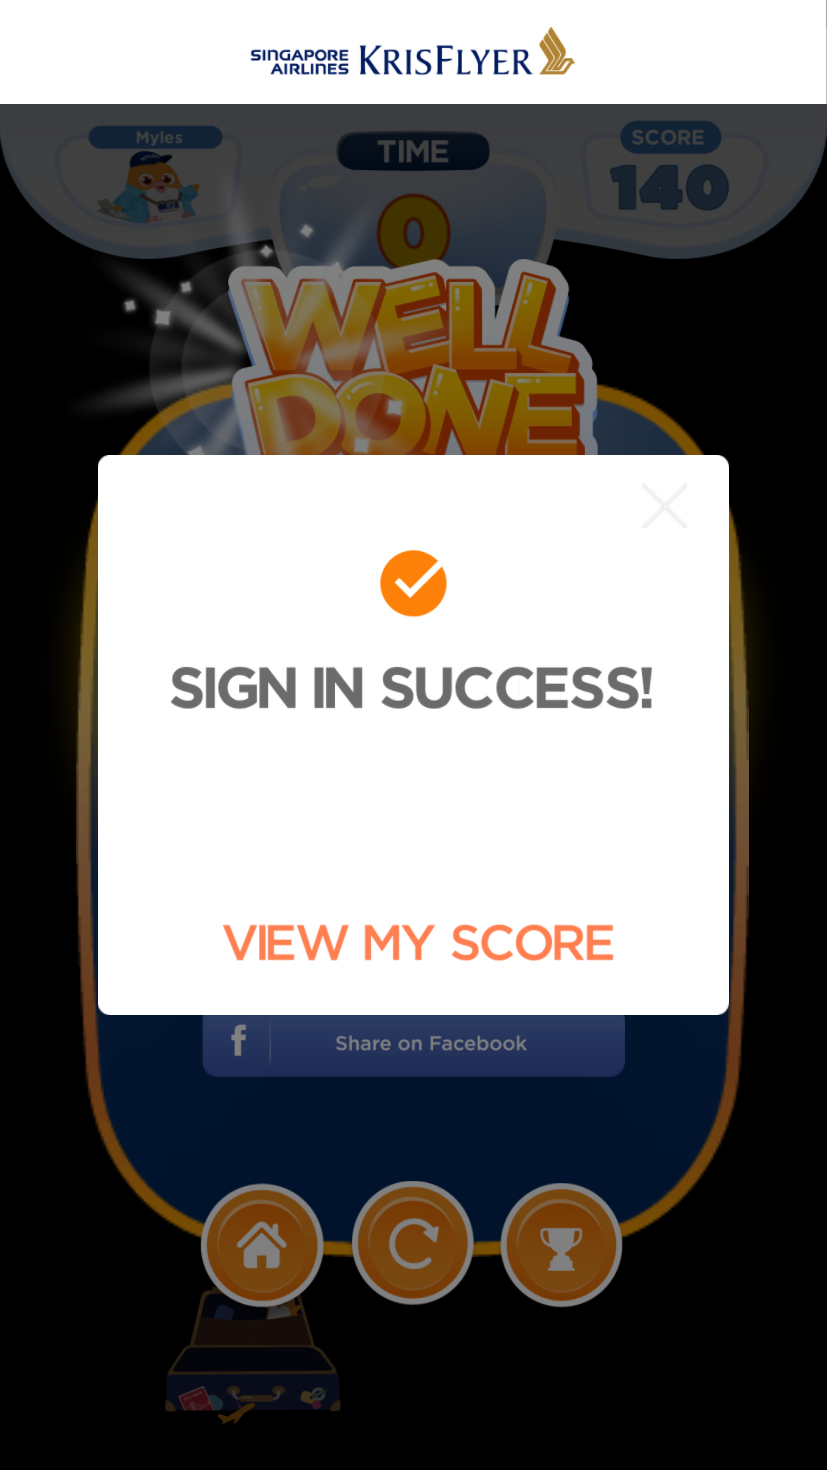 SINGAPORE
AIRLINES KRISFLYER
Myles
TIME
SCORE
140
0
WELL
DONE
SIGN IN SUCCESS!
VIEW MY SCORE
f Share on Facebook